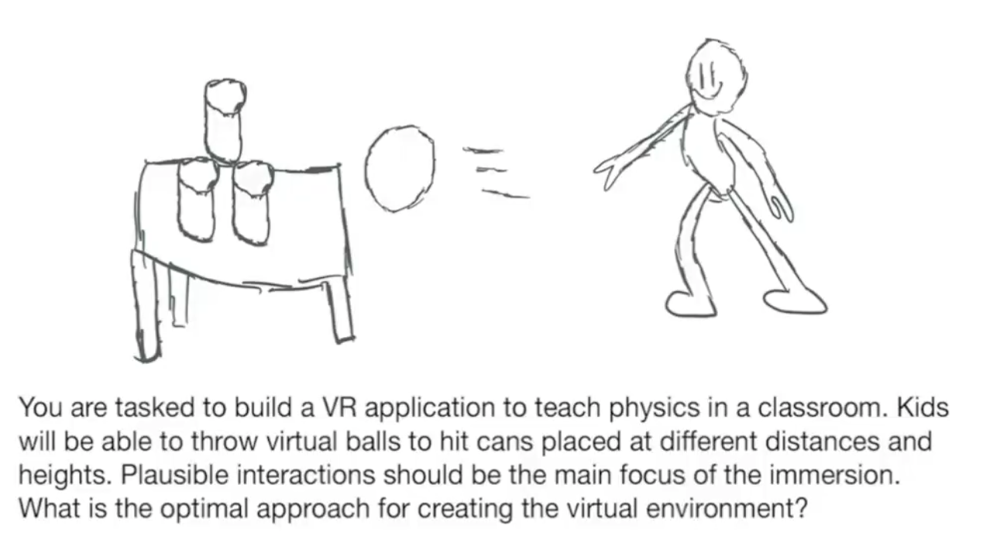 You are tasked to build a VR application to teach physics in a classroom. Kids
will be able to throw virtual balls to hit cans placed at different distances and
heights. Plausible interactions should be the main focus of the immersion.
What is the optimal approach for creating the virtual environment?